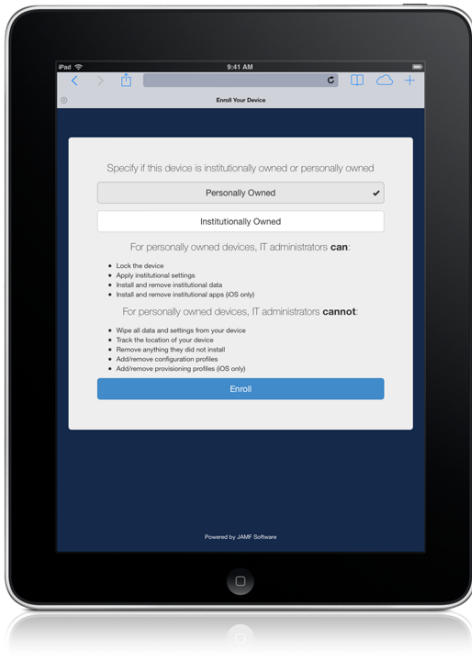 iPad
9:41 AM
Enroll Your Device
Specify if this device is institutionally owned or personally owned
Personally Owned
Institutionally Owned
For personally owned devices, IT administrators can:
• Lock the device
• Apply institutional settings
• Install and remove institutional data
• Install and remove institutional apps (iOS only)
For personally owned devices, IT administrators cannot:
• Wipe all data and settings from your device
• Track the location of your device
• Remove anything they did not install
• Add/remove configuration profiles
• Add/remove provisioning profiles (iOS only)
Enroll
Powered by JAMF Software